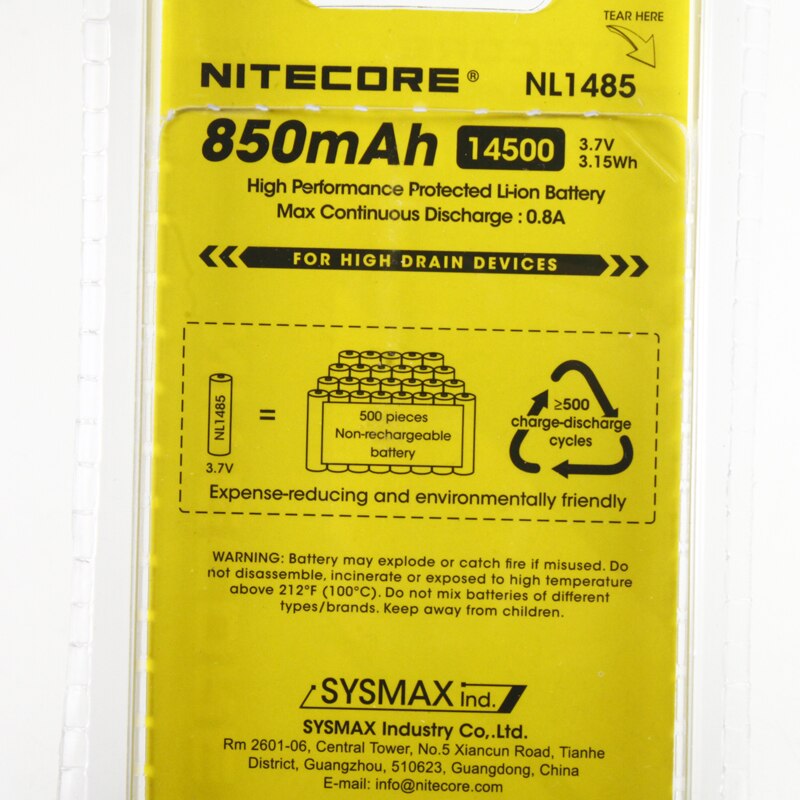 TEAR HERE
NITECORE® NL1485
850mAh 14500 3.7V
3.15Wh
High Performance Protected Li-ion Battery
Max Continuous Discharge : 0.8A
FOR HIGH DRAIN DEVICES
NL1485
3.7V
=
500 pieces
Non-rechargeable
battery
≥500
charge-discharge
cycles
Expense-reducing and environmentally friendly
WARNING: Battery may explode or catch fire if misused. Do
not disassemble, incinerate or exposed to high temperature
above 212°F (100°C). Do not mix batteries of different
types/brands. Keep away from children.
SYSMAX Ind.
SYSMAX Industry Co,.Ltd.
Rm 2601-06, Central Tower, No.5 Xiancun Road, Tianhe
District, Guangzhou, 510623, Guangdong, China
E-mail: info@nitecore.com